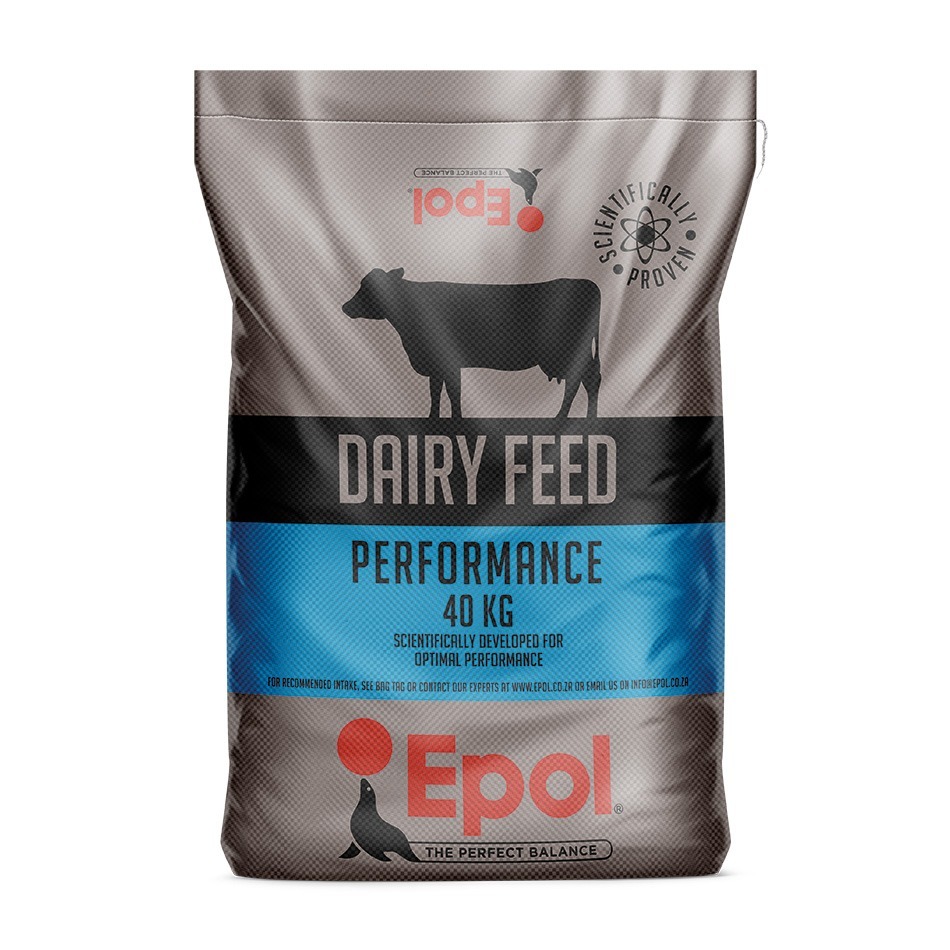 THE PERFECT BALANCE
Epol®
SCIENTIFICALLY
PROVEN
DAIRY FEED
PERFORMANCE
40 KG
SCIENTIFICALLY DEVELOPED FOR
OPTIMAL PERFORMANCE
FOR RECOMMENDED INTAKE, SEE BAG TAG OR CONTACT OUR EXPERTS AT WWW.EPOL.CO.ZA OR EMAIL US ON INFO@EPOL.CO.ZA
Epol®
THE PERFECT BALANCE